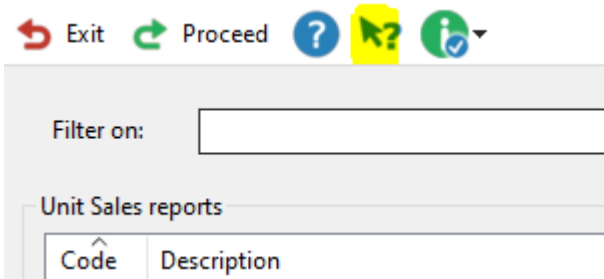 Exit Proceed ? ?
Filter on:
Unit Sales reports
Code Description